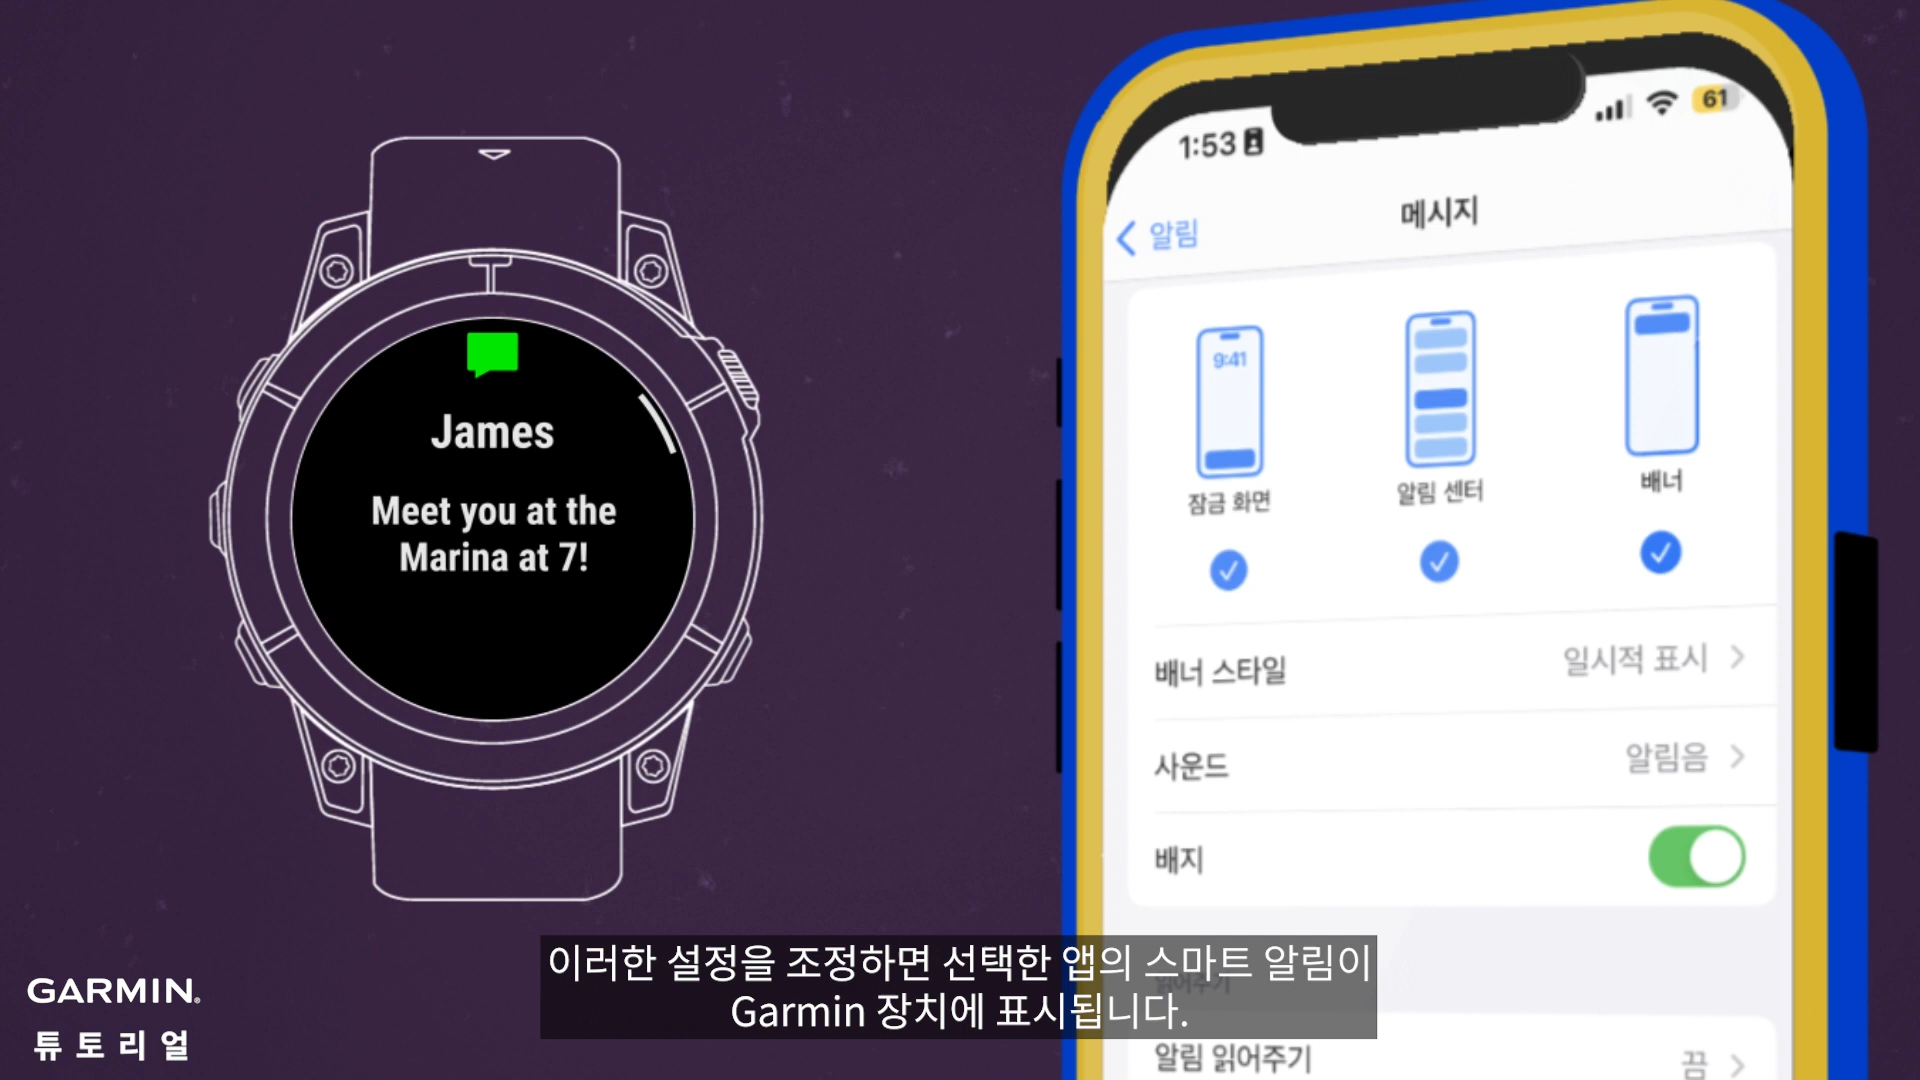 James
Meet you at the
Marina at 7!
1:53
61
알림
메시지
9:41
잠금 화면
알림 센터
배너
배너 스타일
일시적 표시
사운드
알림음
배지
읽어주기
알림 읽어주기
끔
이러한 설정을 조정하면 선택한 앱의 스마트 알림이
Garmin 장치에 표시됩니다.
GARMIN®
튜토리얼